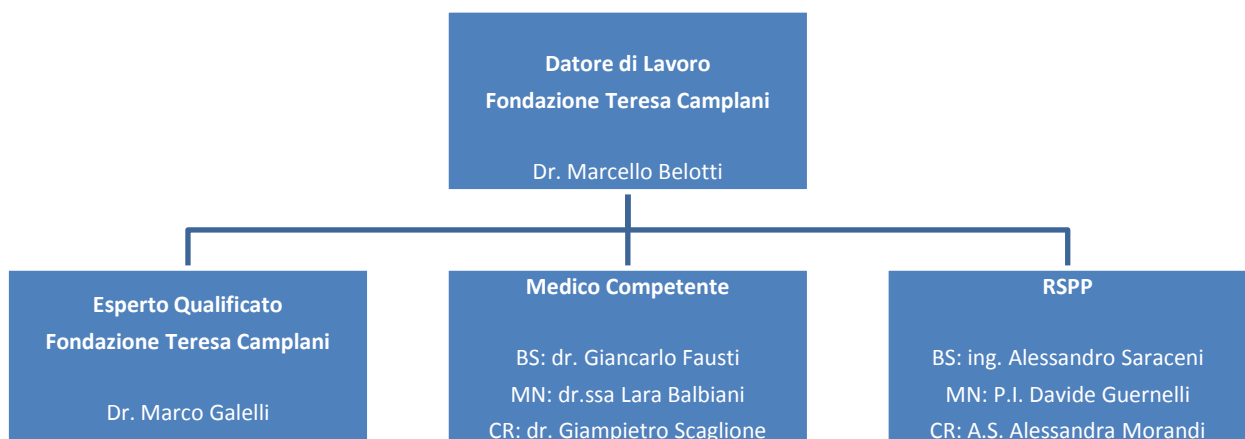 Datore di Lavoro
Fondazione Teresa Camplani
Dr. Marcello Belotti
Esperto Qualificato
Fondazione Teresa Camplani
Dr. Marco Galelli
Medico Competente
BS: dr. Giancarlo Fausti
MN: dr.ssa Lara Balbiani
CR: dr. Giampietro Scaglione
RSPP
BS: ing. Alessandro Saraceni
MN: P.I. Davide Guernelli
CR: A.S. Alessandra Morandi